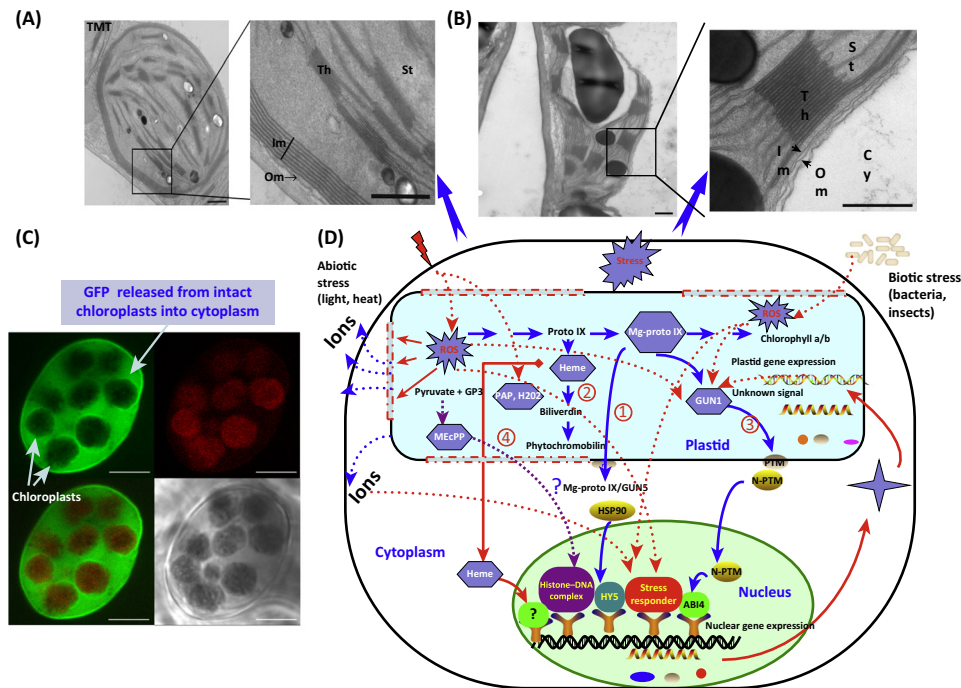 (A)
TMT
Th
St
Im
Om→
(B)
S
t
T
h
I
m
O
m
C
y
(C)
GFP released from intact
chloroplasts into cytoplasm
Chloroplasts
(D)
Abiotic
stress
(light, heat)
Stress
Biotic stress
(bacteria,
insects)
Ions
ROS
Proto IX
Mg-proto IX
ROS
Chlorophyll a/b
Heme
Plastid gene expression
Pyruvate + GP3
PAP, H202
②
GUN1
Unknown signal
Biliverdin
①
③
MEcPP
④
Phytochromobilin
Plastid
PTM
N-PTM
Ions
?
Mg-proto IX/GUN5
HSP90
Cytoplasm
Heme
N-PTM
Histone–DNA
complex
HY5
Stress
responder
ABI4
Nucleus
?
Nuclear gene expression